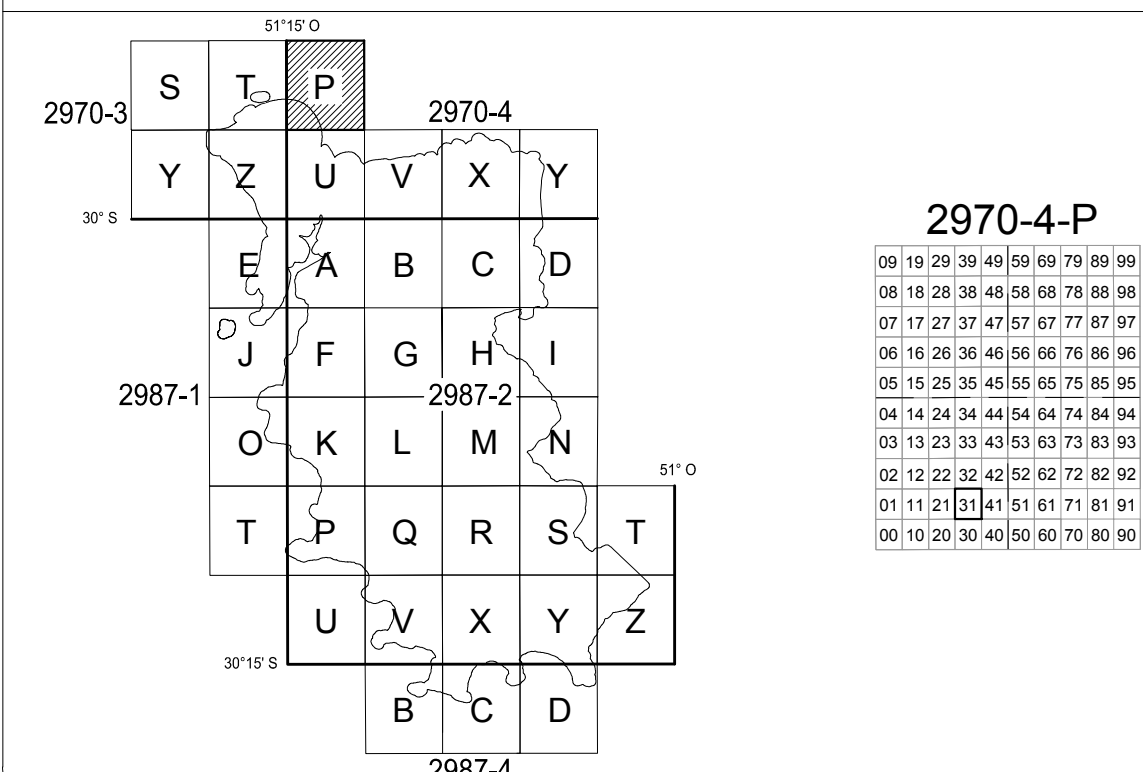 51°15' O
S T P
2970-3 2970-4
Y Z U V X Y
30° S
E A B C D
J F G H I
2987-1 2987-2
O K L M N
51° O
T P Q R S T
U V X Y Z
30°15' S
B C D
2987-4
2970-4-P
09 19 29 39 49 59 69 79 89 99
08 18 28 38 48 58 68 78 88 98
07 17 27 37 47 57 67 77 87 97
06 16 26 36 46 56 66 76 86 96
05 15 25 35 45 55 65 75 85 95
04 14 24 34 44 54 64 74 84 94
03 13 23 33 43 53 63 73 83 93
02 12 22 32 42 52 62 72 82 92
01 11 21 31 41 51 61 71 81 91
00 10 20 30 40 50 60 70 80 90